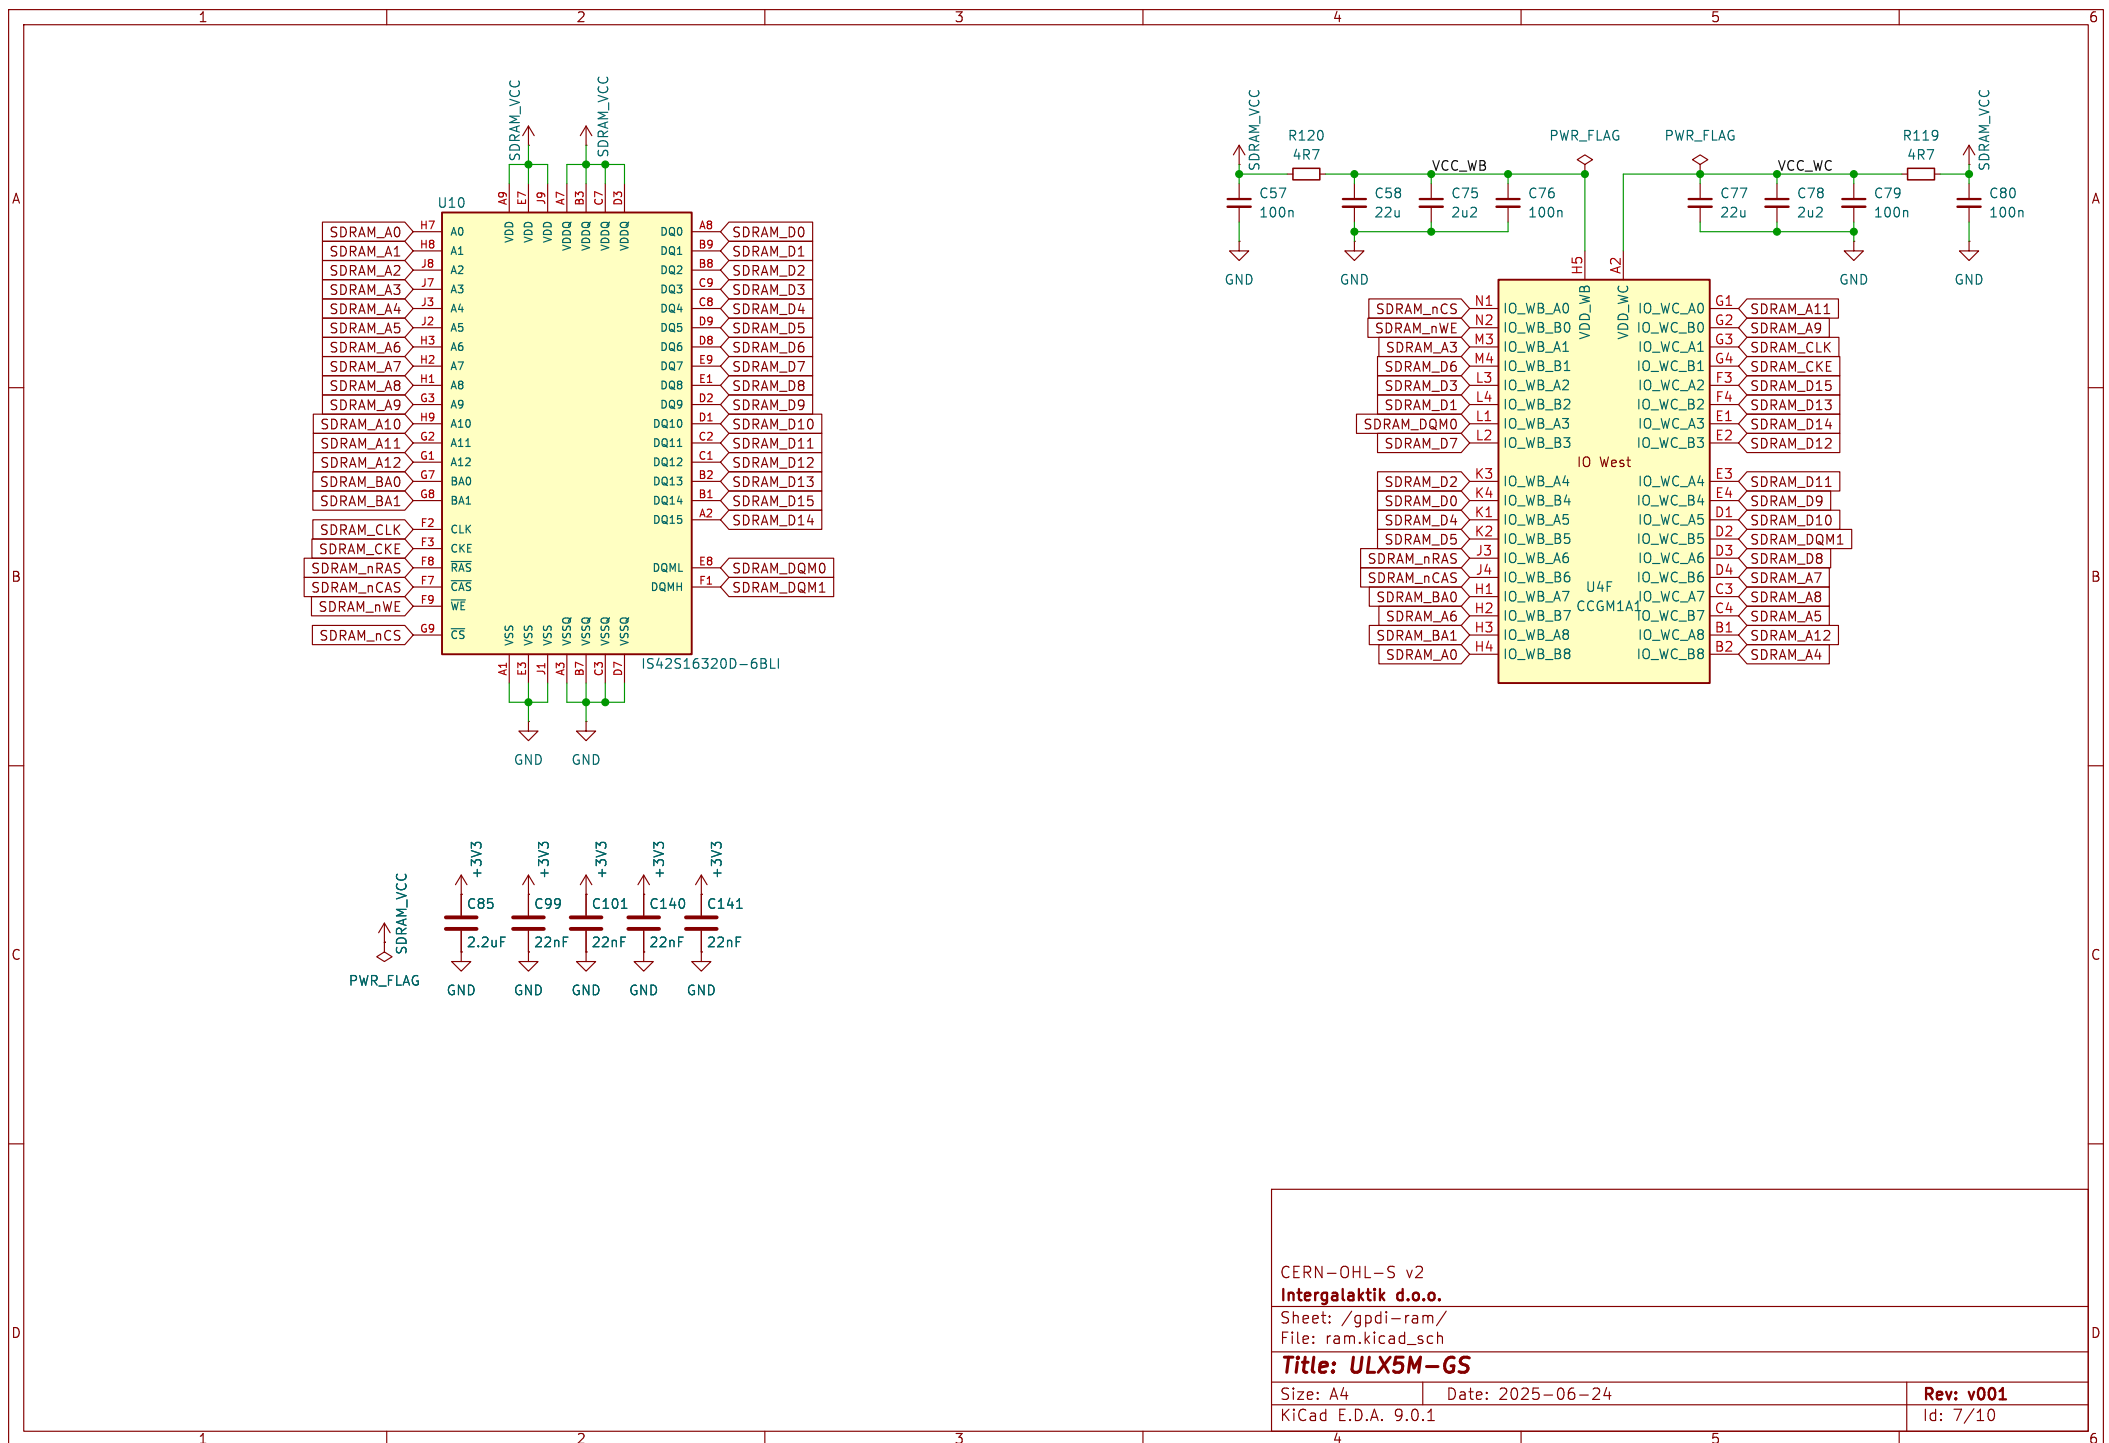 1 2 3 4 5 6
A
B
C
D
A
B
C
D
1 2 3 4 5 6
SDRAM_VCC
SDRAM_VCC
U10
A9 E7 J9 A7 B3 C7 D3
VDD VDD VDD VDDQ VDDQ VDDQ VDDQ
SDRAM_A0 H7 A0
SDRAM_A1 H8 A1
SDRAM_A2 J8 A2
SDRAM_A3 J7 A3
SDRAM_A4 J3 A4
SDRAM_A5 J2 A5
SDRAM_A6 H3 A6
SDRAM_A7 H2 A7
SDRAM_A8 H1 A8
SDRAM_A9 G3 A9
SDRAM_A10 H9 A10
SDRAM_A11 G2 A11
SDRAM_A12 G1 A12
SDRAM_BA0 G7 BA0
SDRAM_BA1 G8 BA1
SDRAM_CLK F2 CLK
SDRAM_CKE F3 CKE
SDRAM_nRAS F8 RAS
SDRAM_nCAS F7 CAS
SDRAM_nWE F9 WE
SDRAM_nCS G9 CS
DQ0 A8 SDRAM_D0
DQ1 B9 SDRAM_D1
DQ2 B8 SDRAM_D2
DQ3 C9 SDRAM_D3
DQ4 C8 SDRAM_D4
DQ5 D9 SDRAM_D5
DQ6 D8 SDRAM_D6
DQ7 E9 SDRAM_D7
DQ8 E1 SDRAM_D8
DQ9 D2 SDRAM_D9
DQ10 D1 SDRAM_D10
DQ11 C2 SDRAM_D11
DQ12 C1 SDRAM_D12
DQ13 B2 SDRAM_D13
DQ14 B1 SDRAM_D15
DQ15 A2 SDRAM_D14
DQML E8 SDRAM_DQM0
DQMH F1 SDRAM_DQM1
VSS VSS VSS VSSQ VSSQ VSSQ VSSQ
A1 E3 J1 A3 B7 C3 D7
IS42S16320D-6BLI
GND GND
SDRAM_VCC
PWR_FLAG
+3V3 +3V3 +3V3 +3V3 +3V3
C85 C99 C101 C140 C141
2.2uF 22nF 22nF 22nF 22nF
GND GND GND GND GND
SDRAM_VCC
R120
4R7
VCC_WB
PWR_FLAG
PWR_FLAG
VCC_WC
R119
4R7
SDRAM_VCC
C57 C58 C75 C76 C77 C78 C79 C80
100n 22u 2u2 100n 22u 2u2 100n 100n
GND GND GND GND
H5 A2
VDD_WB VDD_WC
SDRAM_nCS N1 IO_WB_A0
SDRAM_nWE N2 IO_WB_B0
SDRAM_A3 M3 IO_WB_A1
SDRAM_D6 M4 IO_WB_B1
SDRAM_D3 L3 IO_WB_A2
SDRAM_D1 L4 IO_WB_B2
SDRAM_DQM0 L1 IO_WB_A3
SDRAM_D7 L2 IO_WB_B3
SDRAM_D2 K3 IO_WB_A4
SDRAM_D0 K4 IO_WB_B4
SDRAM_D4 K1 IO_WB_A5
SDRAM_D5 K2 IO_WB_B5
SDRAM_nRAS J3 IO_WB_A6
SDRAM_nCAS J4 IO_WB_B6
SDRAM_BA0 H1 IO_WB_A7
SDRAM_A6 H2 IO_WB_B7
SDRAM_BA1 H3 IO_WB_A8
SDRAM_A0 H4 IO_WB_B8
IO West
U4F
CCGM1A1
IO_WC_A0 G1 SDRAM_A11
IO_WC_B0 G2 SDRAM_A9
IO_WC_A1 G3 SDRAM_CLK
IO_WC_B1 G4 SDRAM_CKE
IO_WC_A2 F3 SDRAM_D15
IO_WC_B2 F4 SDRAM_D13
IO_WC_A3 E1 SDRAM_D14
IO_WC_B3 E2 SDRAM_D12
IO_WC_A4 E3 SDRAM_D11
IO_WC_B4 E4 SDRAM_D9
IO_WC_A5 D1 SDRAM_D10
IO_WC_B5 D2 SDRAM_DQM1
IO_WC_A6 D3 SDRAM_D8
IO_WC_B6 D4 SDRAM_A7
IO_WC_A7 C3 SDRAM_A8
IO_WC_B7 C4 SDRAM_A5
IO_WC_A8 B1 SDRAM_A12
IO_WC_B8 B2 SDRAM_A4
CERN-OHL-S v2
Intergalaktik d.o.o.
Sheet: /gpdi-ram/
File: ram.kicad_sch
Title: ULX5M-GS
Size: A4 Date: 2025-06-24 Rev: v001
KiCad E.D.A. 9.0.1 Id: 7/10